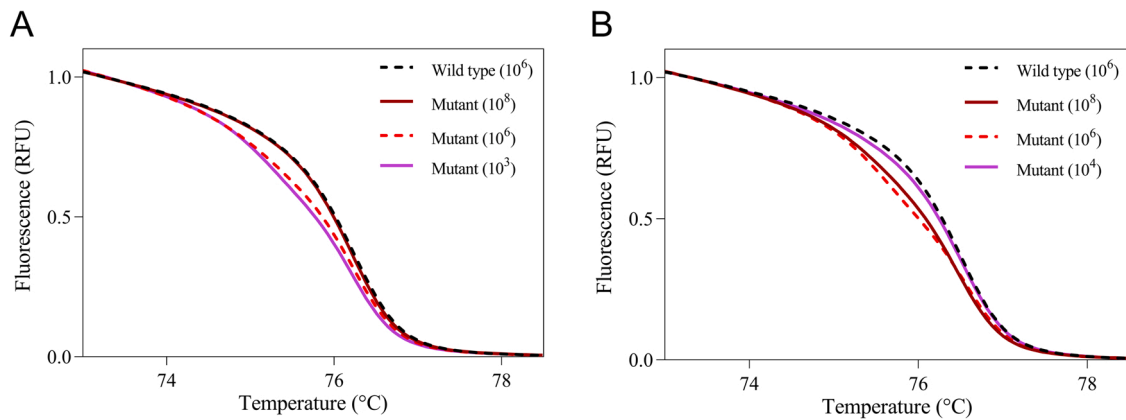 A
B
Wild type (10⁶)
Mutant (10⁸)
Mutant (10⁶)
Mutant (10³)
1.0
0.5
0.0
Fluorescence (RFU)
74
76
78
Temperature (°C)
Wild type (10⁶)
Mutant (10⁸)
Mutant (10⁶)
Mutant (10⁴)
1.0
0.5
0.0
Fluorescence (RFU)
74
76
78
Temperature (°C)